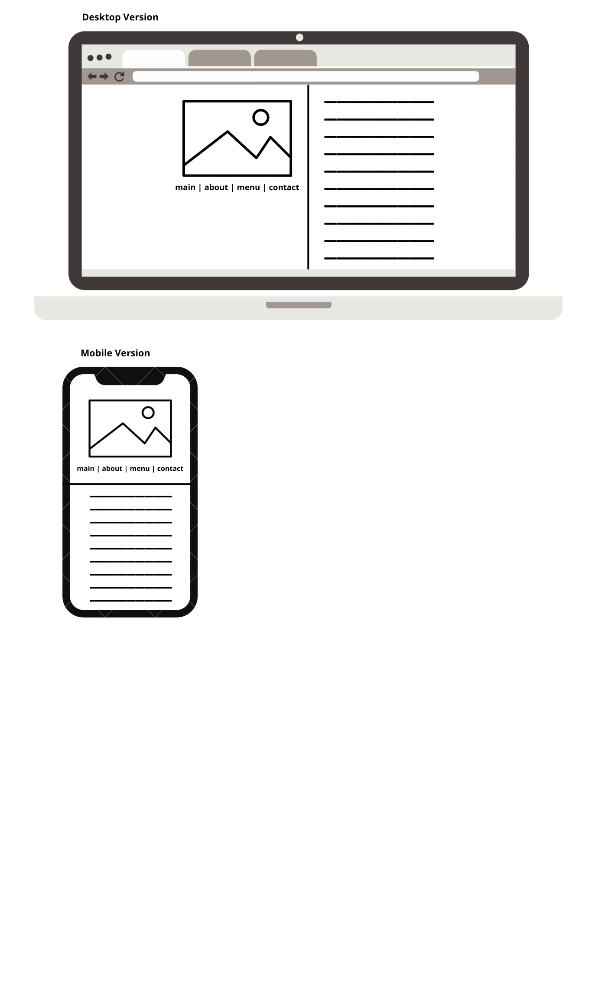 Desktop Version
main | about | menu | contact
Mobile Version
main | about | menu | contact